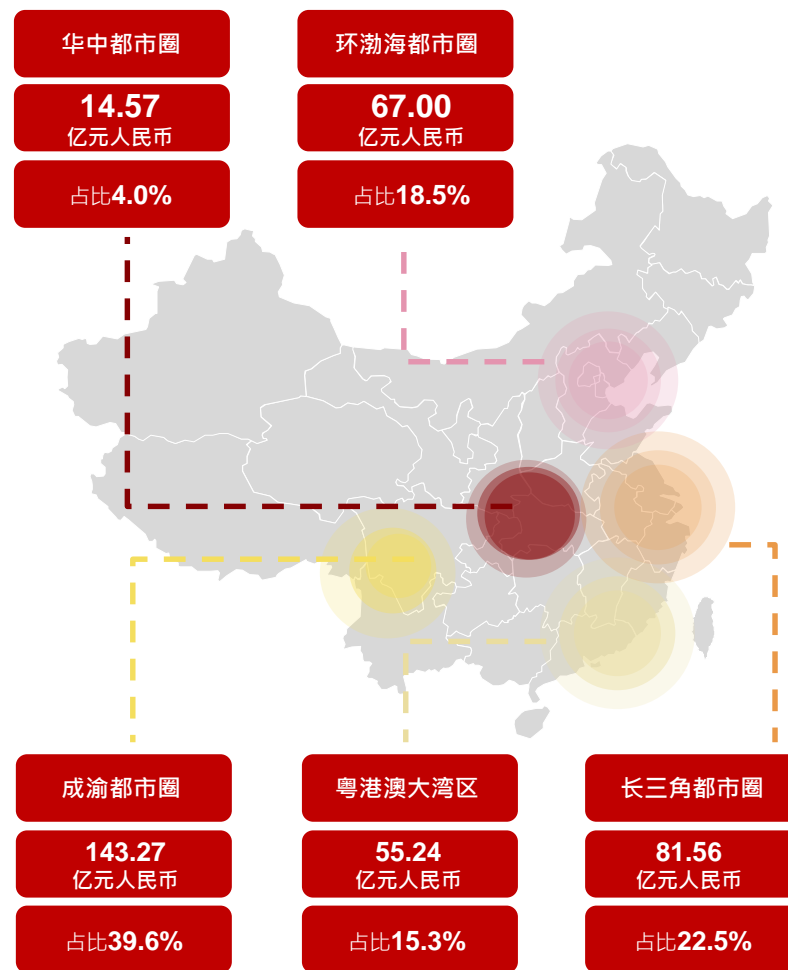 华中都市圈
14.57
亿元人民币
占比4.0%
环渤海都市圈
67.00
亿元人民币
占比18.5%
成渝都市圈
143.27
亿元人民币
占比39.6%
粤港澳大湾区
55.24
亿元人民币
占比15.3%
长三角都市圈
81.56
亿元人民币
占比22.5%